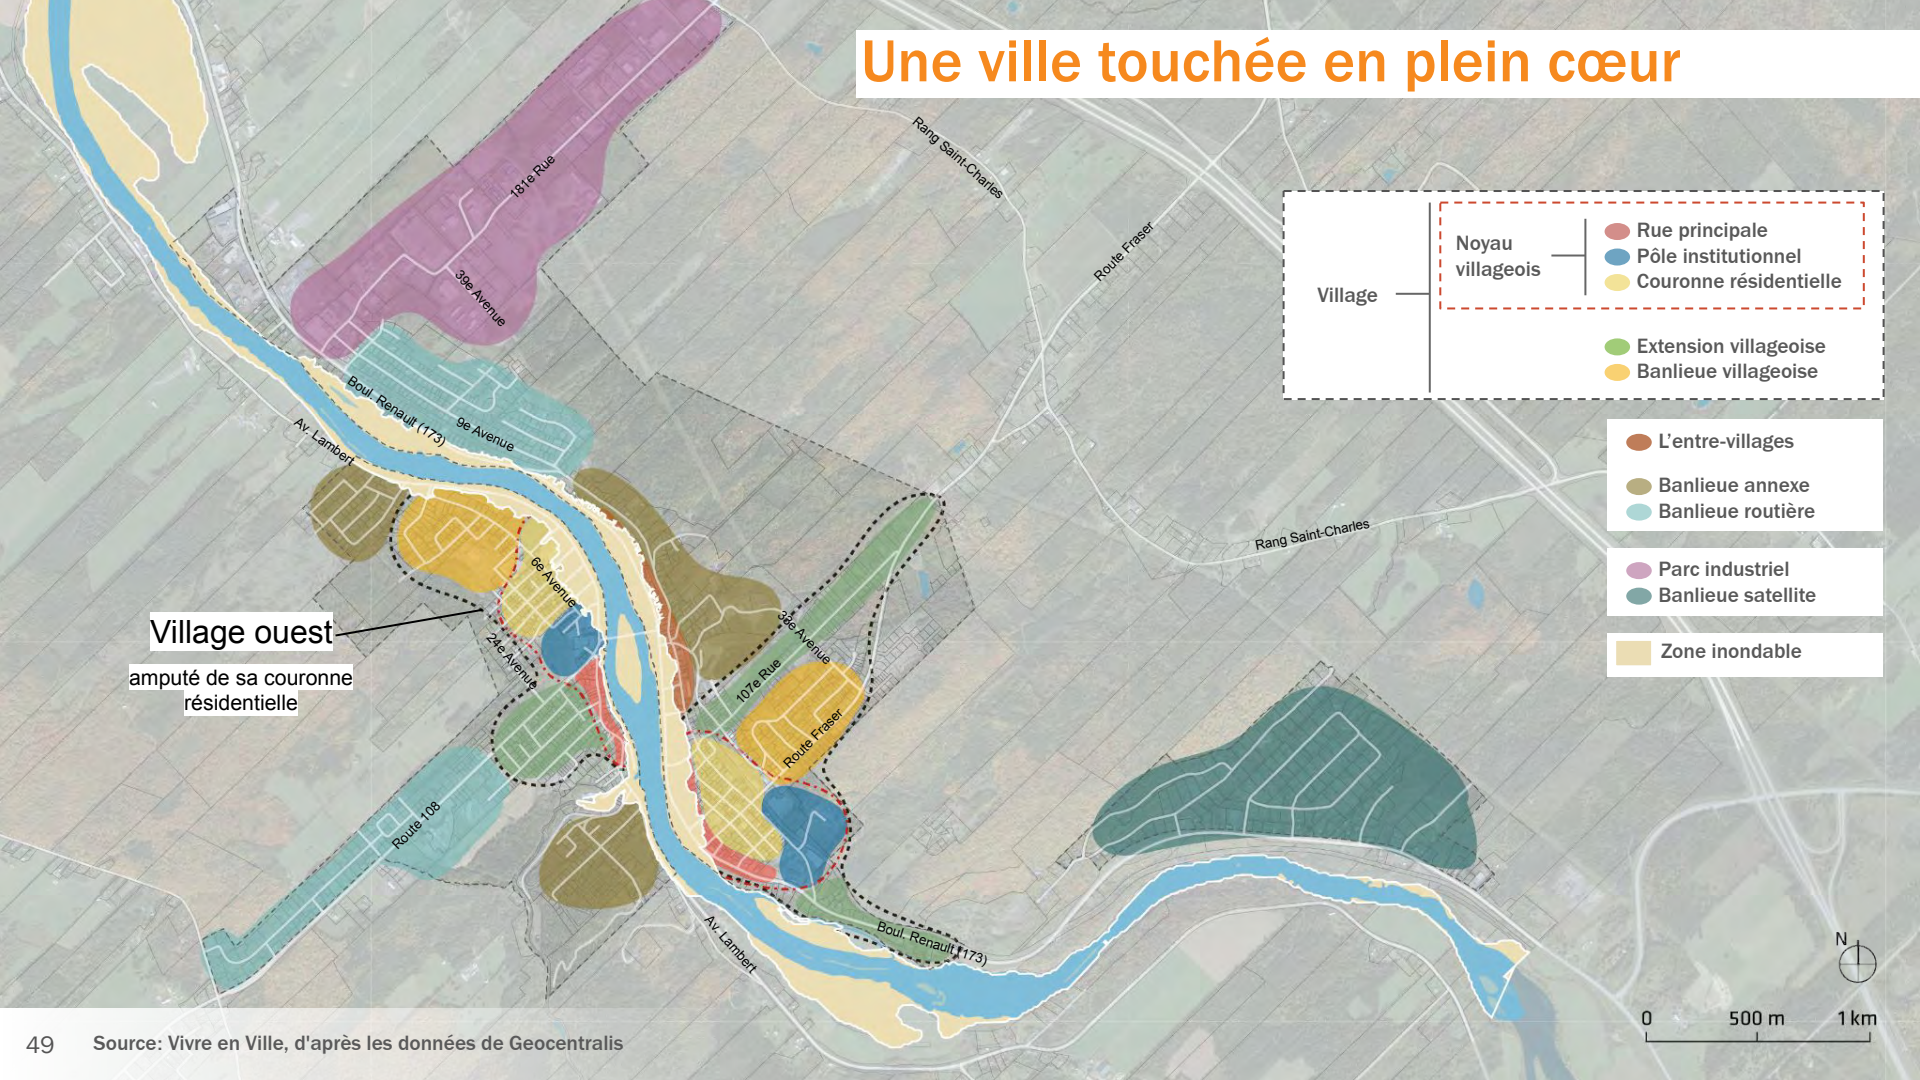 Une ville touchée en plein cœur
Rang Saint-Charles
181e Rue
Route Fraser
39e Avenue
Village
Noyau
villageois
Rue principale
Pôle institutionnel
Couronne résidentielle
Extension villageoise
Banlieue villageoise
L'entre-villages
Banlieue annexe
Banlieue routière
Parc industriel
Banlieue satellite
Zone inondable
Boul. Renault (173)
9e Avenue
Av. Lambert
Rang Saint-Charles
6e Avenue
Village ouest
amputé de sa couronne
résidentielle
24e Avenue
36e Avenue
107e Rue
Route Fraser
Route 108
Av. Lambert
Boul. Renault (173)
N
0 500 m 1 km
49 Source: Vivre en Ville, d'après les données de Geocentralis